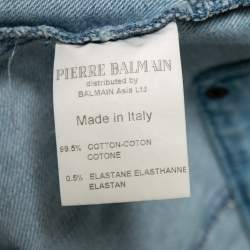 PIERRE BALMAIN
distributed by
BALMAIN Asia Ltd
Made in Italy
99.5% COTTON-COTON
COTONE
0.5% ELASTANE ELASTHANNE
ELASTAN